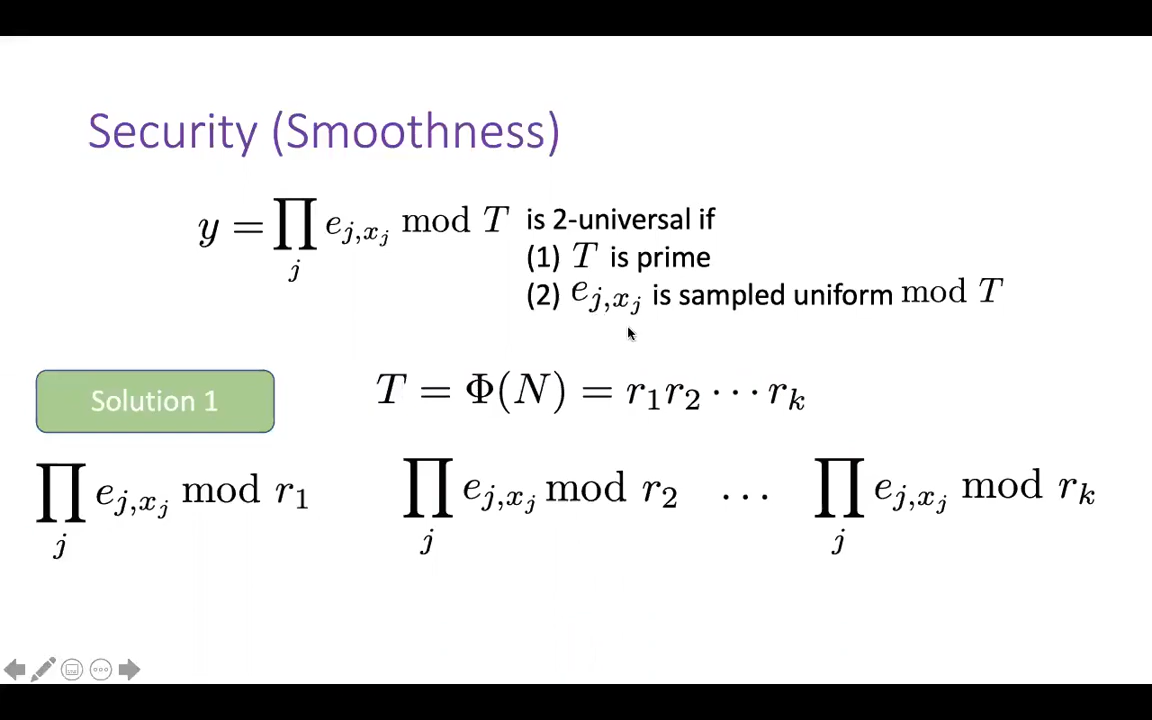 Security (Smoothness)
y = ∏_j e_{j,x_j} mod T is 2-universal if
(1) T is prime
(2) e_{j,x_j} is sampled uniform mod T
Solution 1
T = Φ(N) = r_1r_2 ··· r_k
∏_j e_{j,x_j} mod r_1 ∏_j e_{j,x_j} mod r_2 ... ∏_j e_{j,x_j} mod r_k